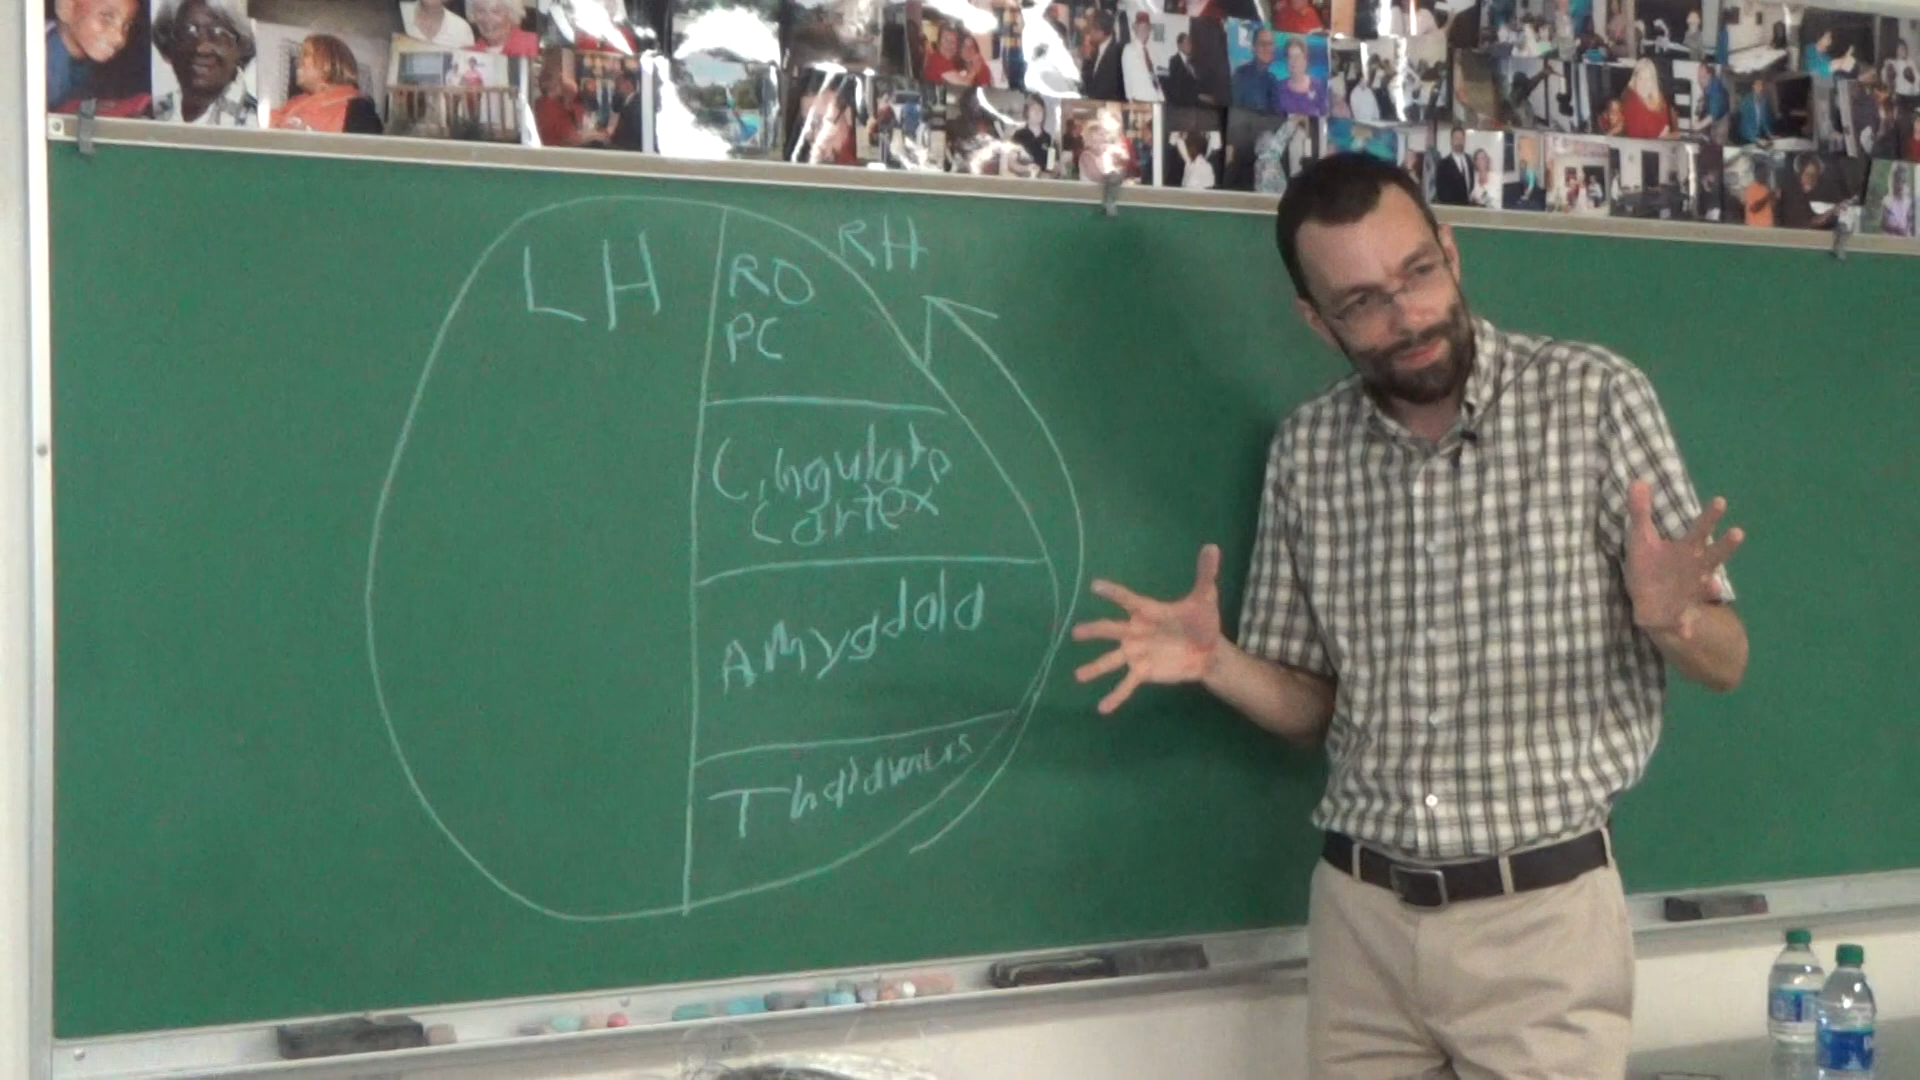 LH
RH
RO
PC
Cingulate
Cortex
Amygdala
Thalamus